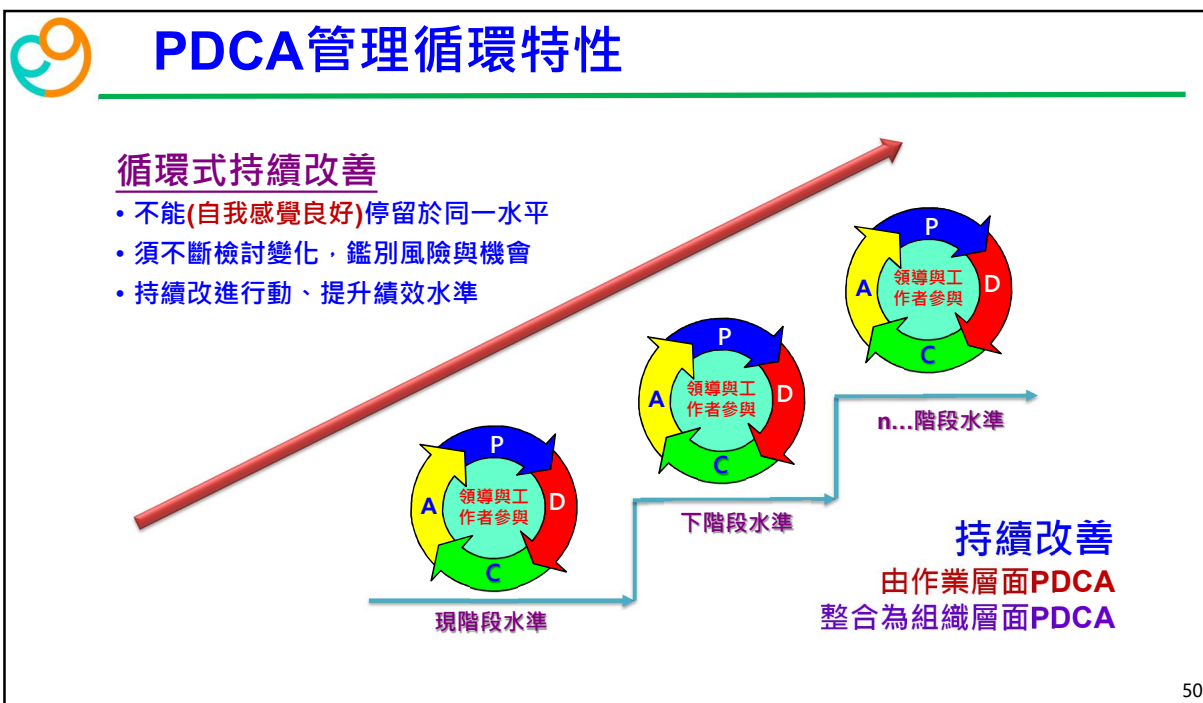 PDCA管理循環特性
循環式持續改善
• 不能(自我感覺良好)停留於同一水平
• 須不斷檢討變化，鑑別風險與機會
• 持續改進行動、提升績效水準
P
A
領導與工
作者參與
D
C
n…階段水準
P
A
領導與工
作者參與
D
C
下階段水準
P
A
領導與工
作者參與
D
C
現階段水準
持續改善
由作業層面PDCA
整合為組織層面PDCA
50